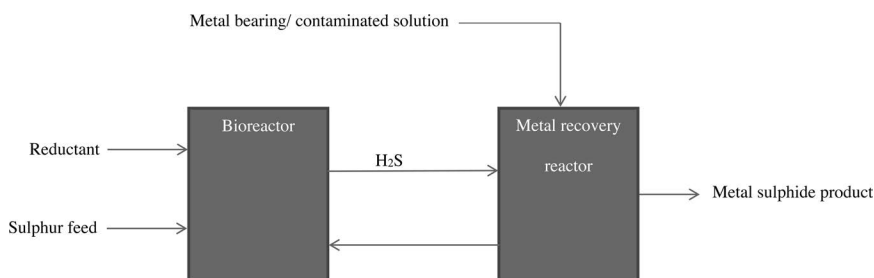 Metal bearing/ contaminated solution
Bioreactor
Metal recovery
reactor
Reductant
H₂S
Metal sulphide product
Sulphur feed